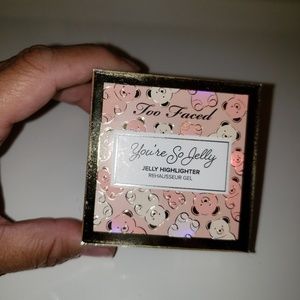 Too Faced
You're So Jelly
JELLY HIGHLIGHTER
REHAUSSEUR GEL